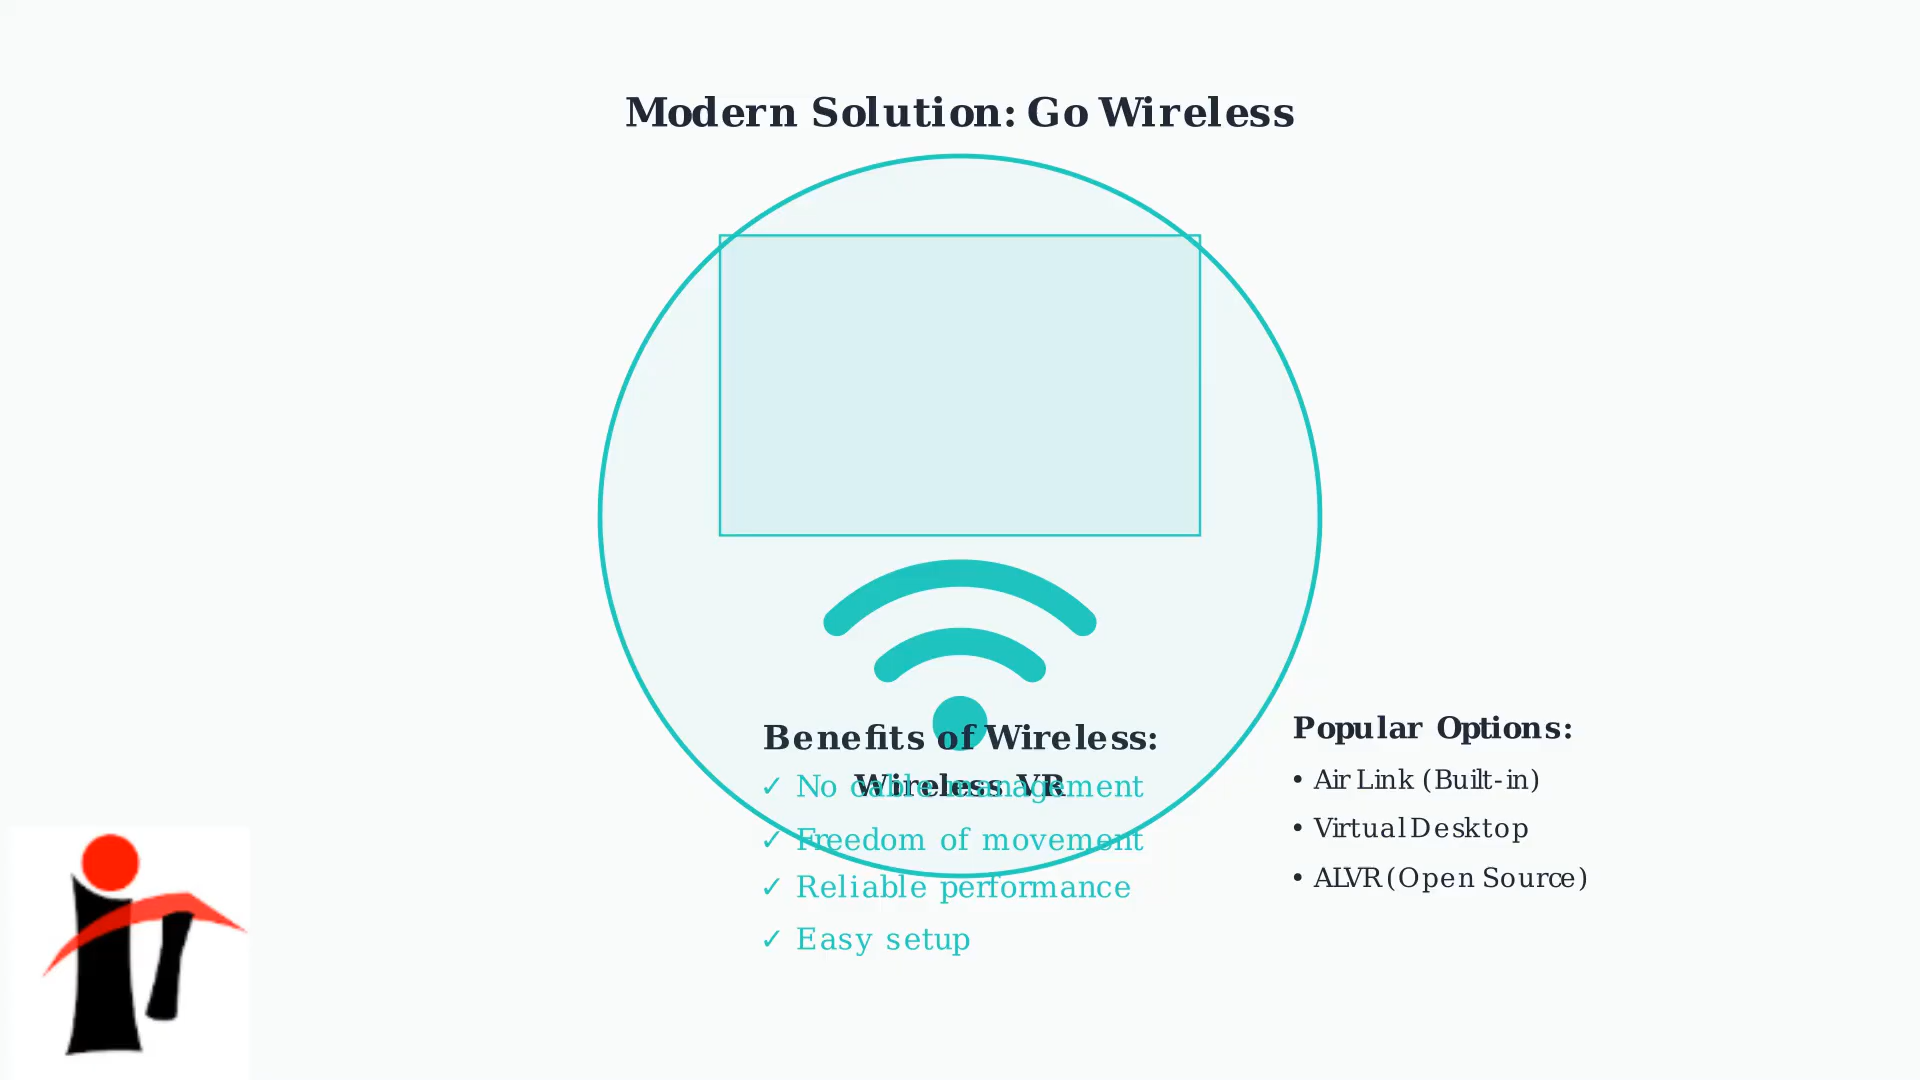 Modern Solution: Go Wireless
Benefits of Wireless:
Wireless VR
✓ No cable management
✓ Freedom of movement
✓ Reliable performance
✓ Easy setup
Popular Options:
• Air Link (Built-in)
• Virtual Desktop
• ALVR (Open Source)